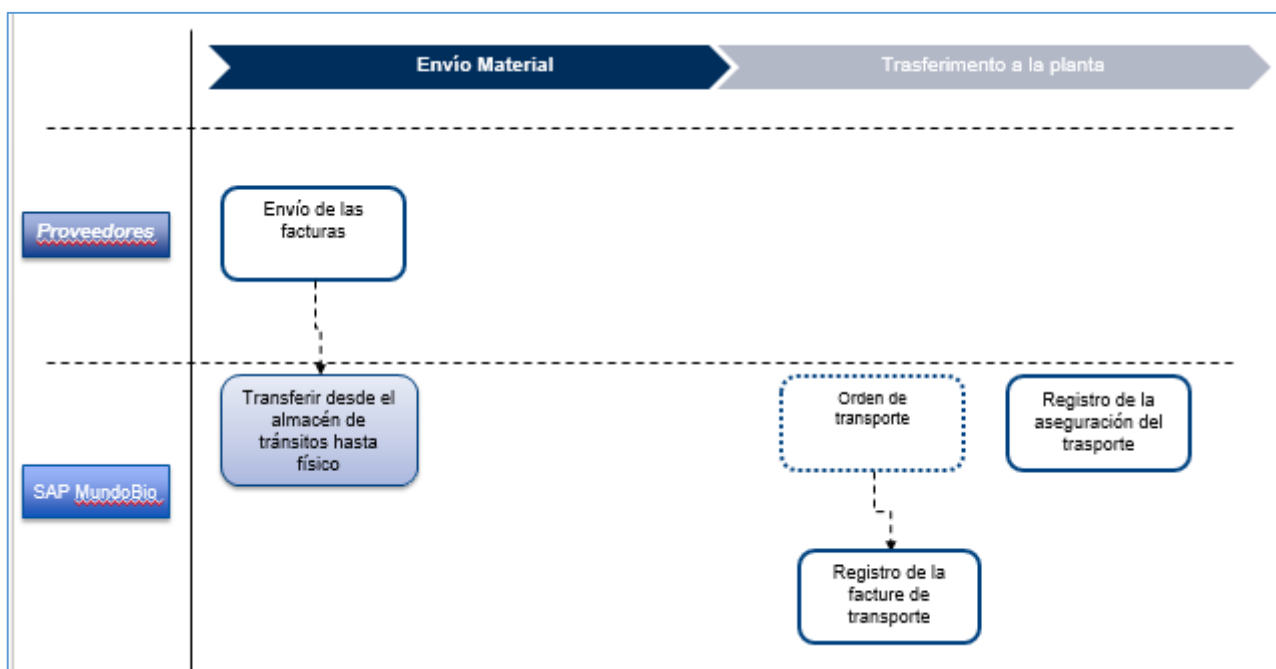 Envío Material
Trasferimento a la planta
Proveedores
Envío de las
facturas
SAP MundoBio
Transferir desde el
almacén de
tránsitos hasta
físico
Orden de
transporte
Registro de la
aseguración del
trasporte
Registro de la
facture de
transporte